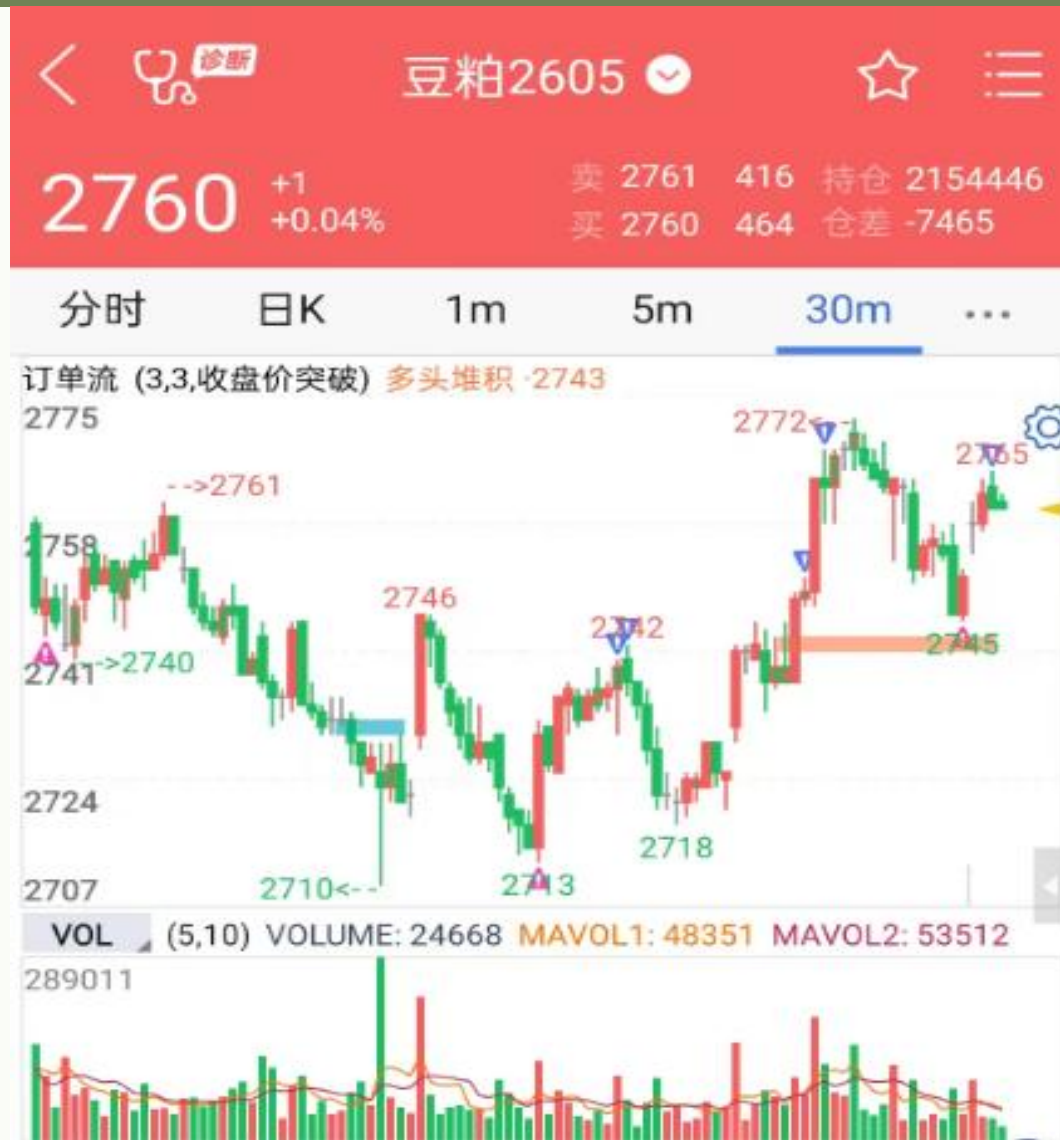 诊断
豆粕2605
2760 +1 +0.04%
卖 2761 416 持仓 2154446
买 2760 464 仓差 -7465
分时 日K 1m 5m 30m ...
订单流 (3,3,收盘价突破) 多头堆积 -2743
2775
2772<--
2765
-->2761
2758
2746
2742
2745
-->2740
2741
2724
2718
2713
2710<--
2707
VOL (5,10) VOLUME: 24668 MAVOL1: 48351 MAVOL2: 53512
289011